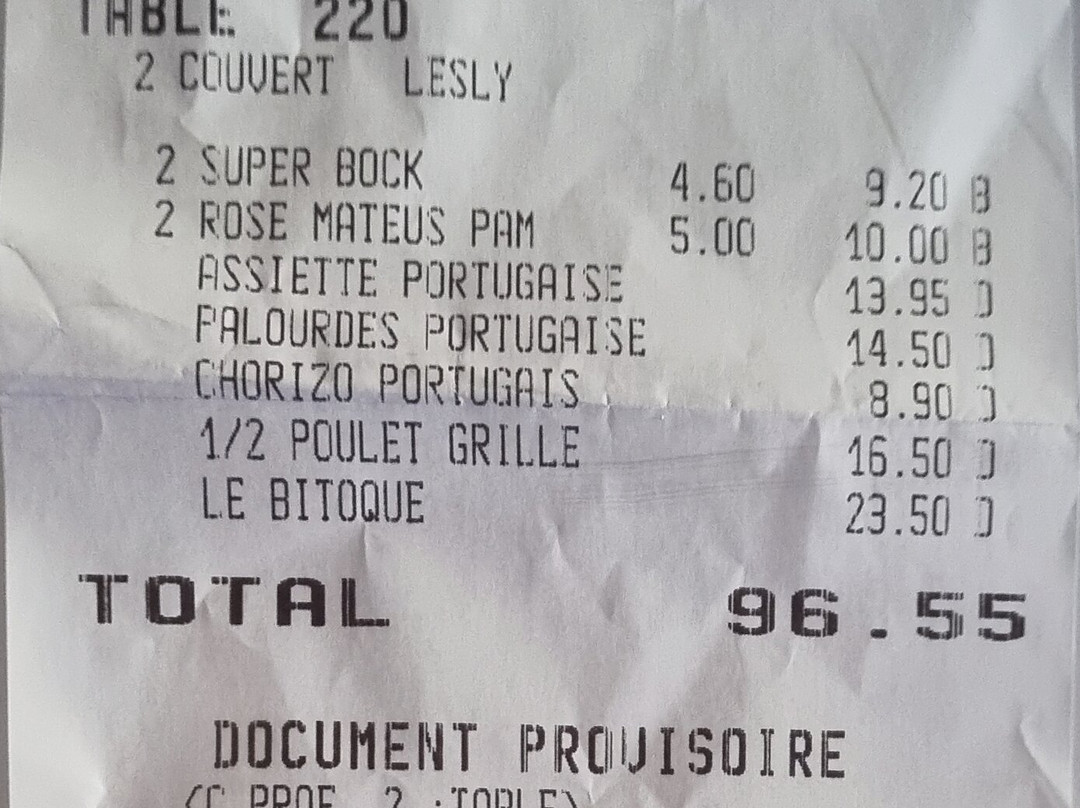 TABLE 220
2 COUVERT LESLY
2 SUPER BOCK 4.60 9.20 B
2 ROSE MATEUS PAM 5.00 10.00 B
ASSIETTE PORTUGAISE 13.95 D
PALOURDES PORTUGAISE 14.50 D
CHORIZO PORTUGAIS 8.90 D
1/2 POULET GRILLE 16.50 D
LE BITOQUE 23.50 D
TOTAL 96.55
DOCUMENT PROVISOIRE